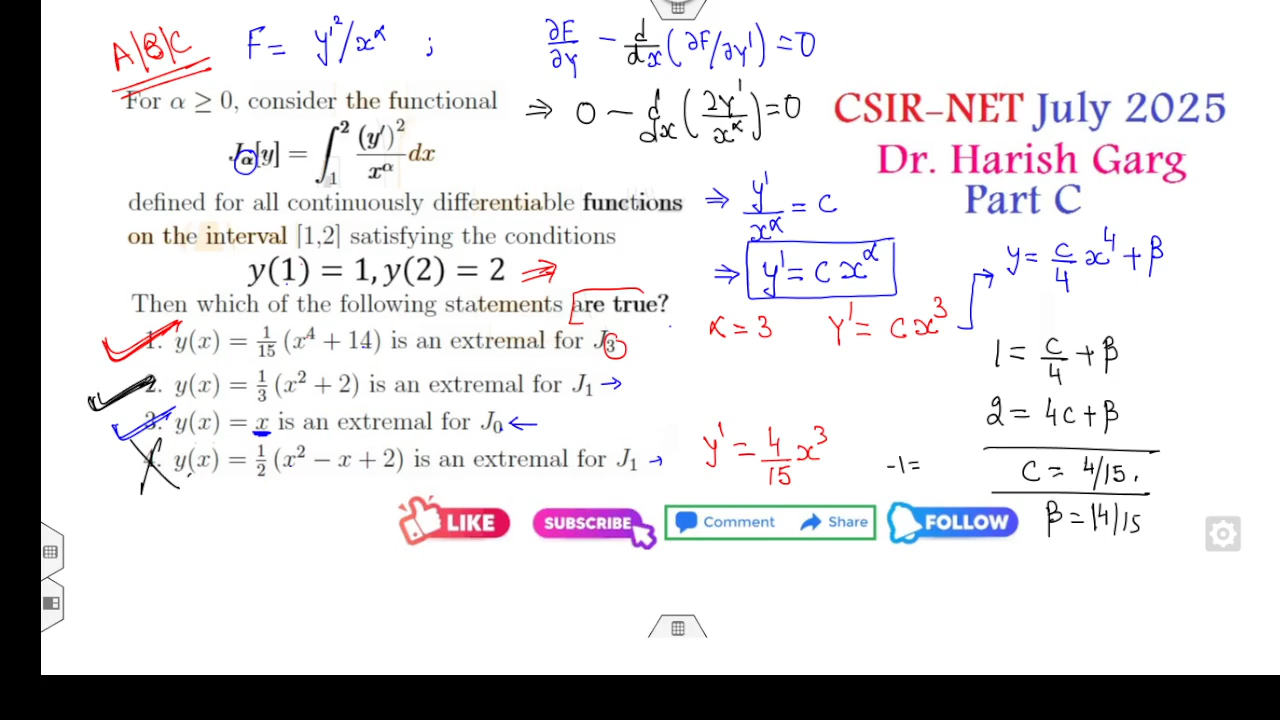 A|B|C
F = y'²/x^α ;
∂F/∂y − d/dx (∂F/∂y') = 0
For α ≥ 0, consider the functional
J_α[y] = ∫₁² (y')²/x^α dx
defined for all continuously differentiable functions
on the interval [1,2] satisfying the conditions
y(1) = 1, y(2) = 2 ⇒
Then which of the following statements are true?
1. y(x) = 1/15 (x⁴ + 14) is an extremal for J₃
2. y(x) = 1/3 (x² + 2) is an extremal for J₁ →
3. y(x) = x is an extremal for J₀ ←
4. y(x) = 1/2 (x² − x + 2) is an extremal for J₁ →
⇒ 0 − d/dx (2y'/x^α) = 0
⇒ y'/x^α = c
⇒ y' = c x^α
α = 3 y' = c x³
y' = 4/15 x³
CSIR-NET July 2025
Dr. Harish Garg
Part C
y = c/4 x⁴ + β
1 = c/4 + β
2 = 4c + β
-1 =
c = 4/15
β = 14/15
LIKE
SUBSCRIBE
Comment
Share
FOLLOW